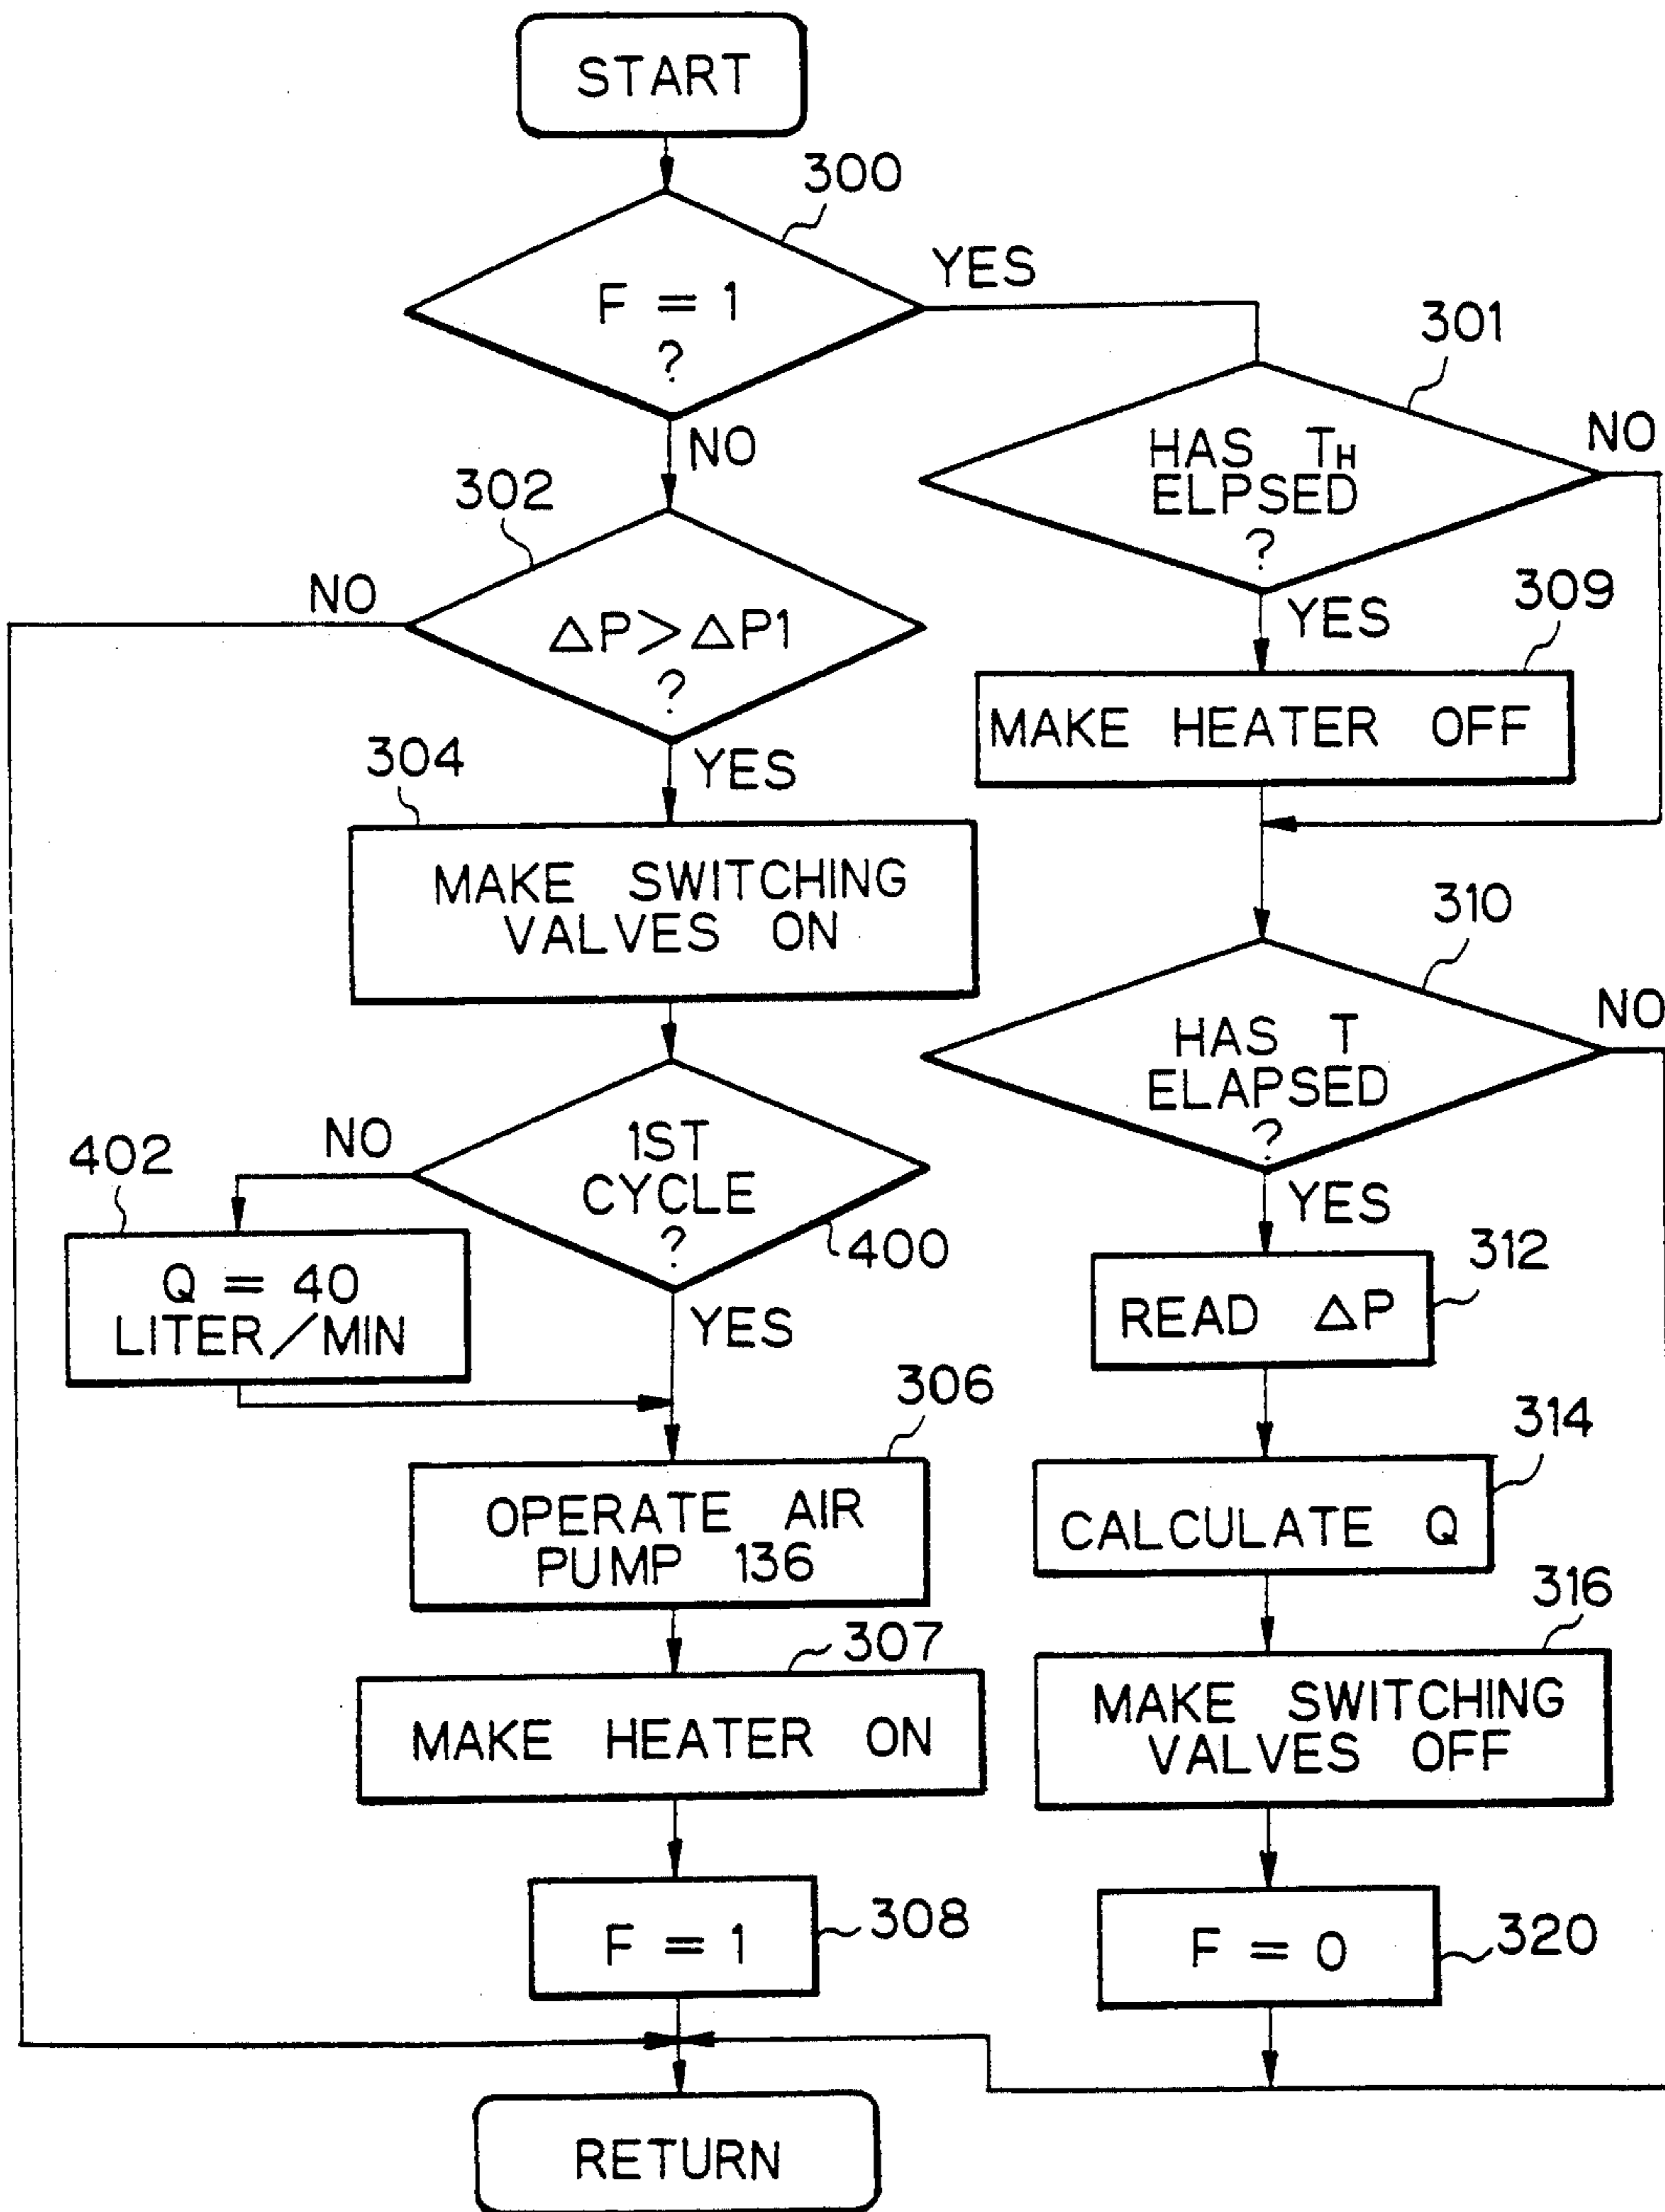 START
300
F = 1
?
YES
NO
301
HAS TH
ELPSED
?
NO
YES
302
△P>△P1
?
NO
YES
309
MAKE HEATER OFF
304
MAKE SWITCHING
VALVES ON
310
HAS T
ELAPSED
?
NO
YES
1ST
CYCLE
?
400
NO
YES
402
Q = 40
LITER/MIN
312
READ △P
306
OPERATE AIR
PUMP 136
314
CALCULATE Q
307
MAKE HEATER ON
316
MAKE SWITCHING
VALVES OFF
F = 1
308
F = 0
320
RETURN